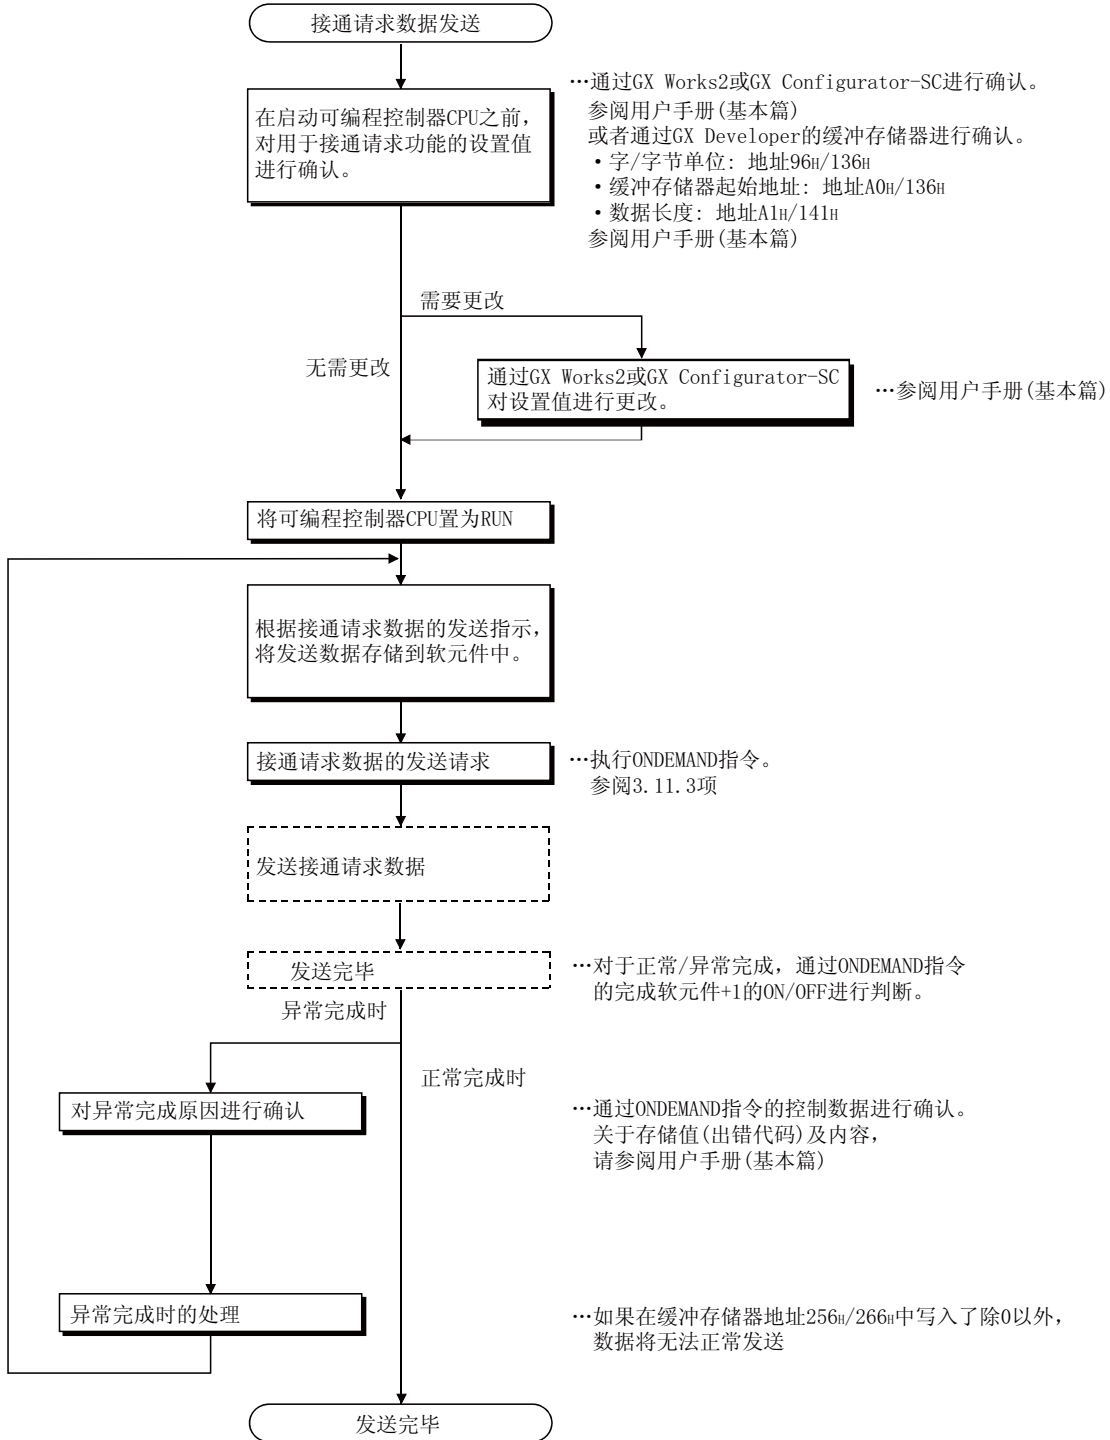 接通请求数据发送
在启动可编程控制器CPU之前，
对用于接通请求功能的设置值
进行确认。
…通过GX Works2或GX Configurator-SC进行确认。
参阅用户手册(基本篇)
或者通过GX Developer的缓冲存储器进行确认。
・字/字节单位: 地址96H/136H
・缓冲存储器起始地址: 地址A0H/136H
・数据长度: 地址A1H/141H
参阅用户手册(基本篇)
需要更改
无需更改
通过GX Works2或GX Configurator-SC
对设置值进行更改。
…参阅用户手册(基本篇)
将可编程控制器CPU置为RUN
根据接通请求数据的发送指示，
将发送数据存储到软元件中。
接通请求数据的发送请求
…执行ONDEMAND指令。
参阅3.11.3项
发送接通请求数据
发送完毕
…对于正常/异常完成，通过ONDEMAND指令
的完成软元件+1的ON/OFF进行判断。
异常完成时
正常完成时
对异常完成原因进行确认
…通过ONDEMAND指令的控制数据进行确认。
关于存储值(出错代码)及内容，
请参阅用户手册(基本篇)
异常完成时的处理
…如果在缓冲存储器地址256H/266H中写入了除0以外，
数据将无法正常发送
发送完毕